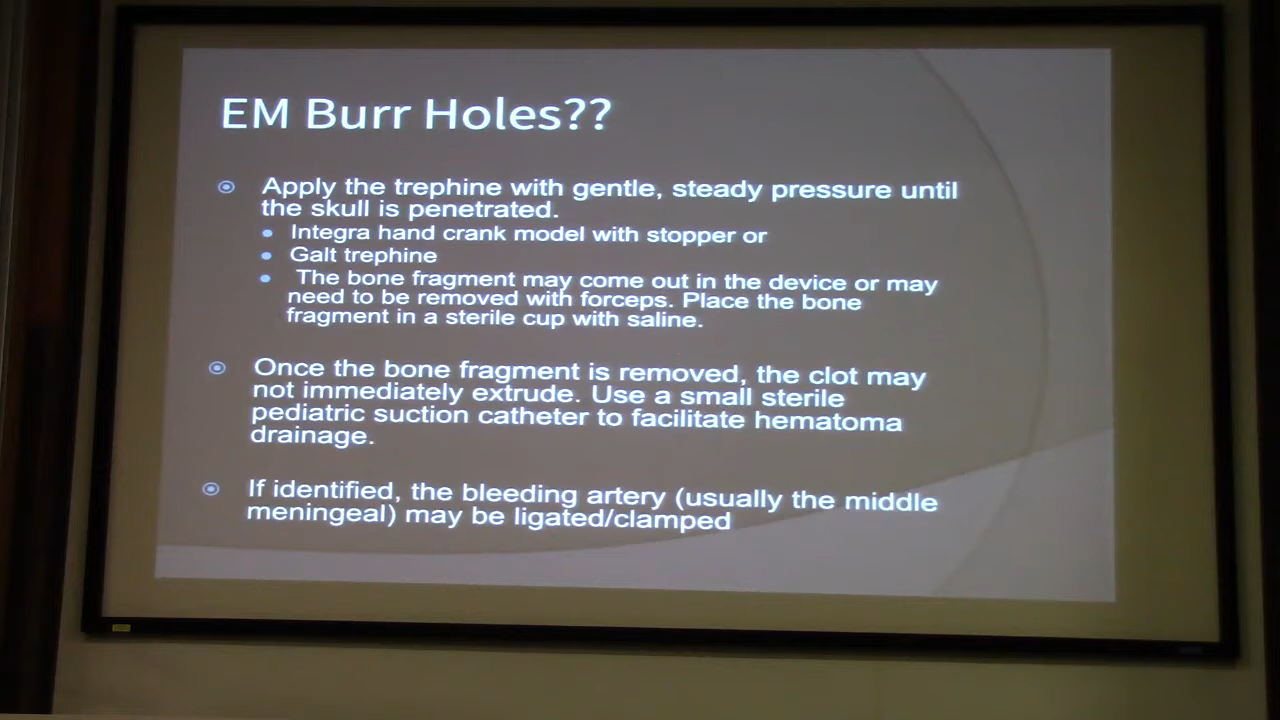 EM Burr Holes??
Apply the trephine with gentle, steady pressure until
the skull is penetrated.
Integra hand crank model with stopper or
Galt trephine
The bone fragment may come out in the device or may
need to be removed with forceps. Place the bone
fragment in a sterile cup with saline.
Once the bone fragment is removed, the clot may
not immediately extrude. Use a small sterile
pediatric suction catheter to facilitate hematoma
drainage.
If identified, the bleeding artery (usually the middle
meningeal) may be ligated/clamped